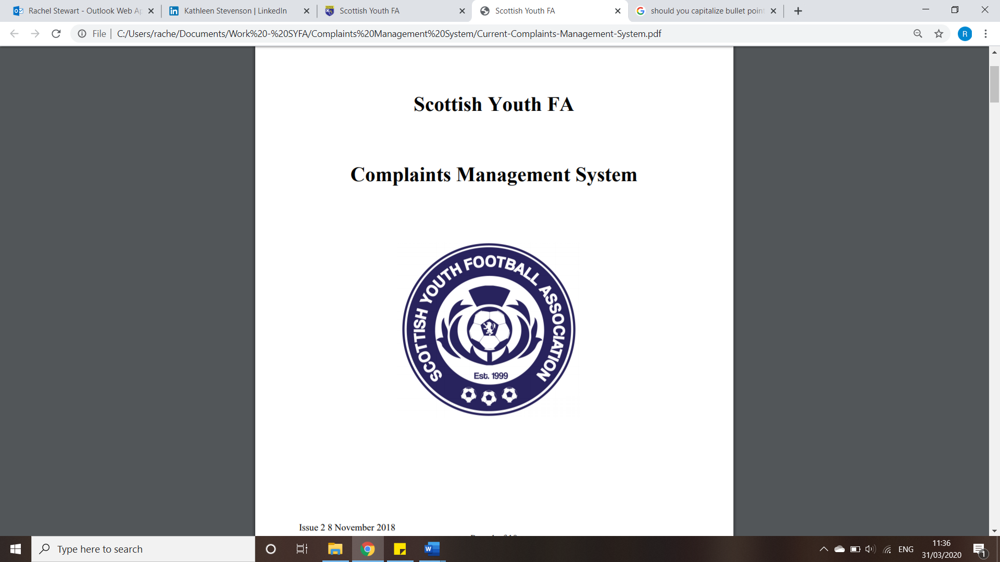 Rachel Stewart - Outlook Web Ap
Kathleen Stevenson | LinkedIn
Scottish Youth FA
Scottish Youth FA
should you capitalize bullet point
File
C:/Users/rache/Documents/Work%20-%20SYFA/Complaints%20Management%20System/Current-Complaints-Management-System.pdf
R
Scottish Youth FA
Complaints Management System
SCOTTISH YOUTH FOOTBALL ASSOCIATION
Est. 1999
Issue 2 8 November 2018
Type here to search
ENG
11:36
31/03/2020
1